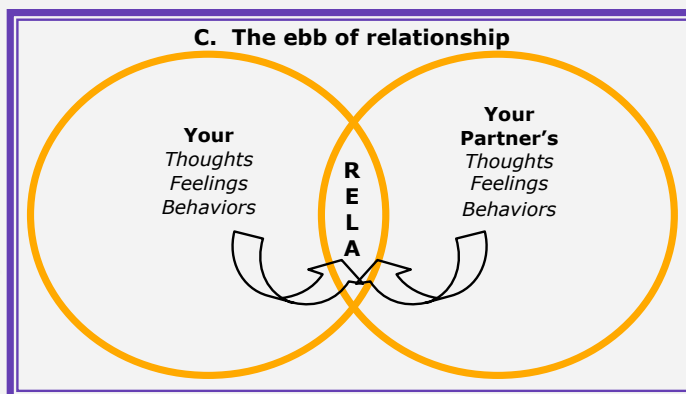 C. The ebb of relationship
Your
Thoughts
Feelings
Behaviors
R
E
L
A
Your
Partner's
Thoughts
Feelings
Behaviors